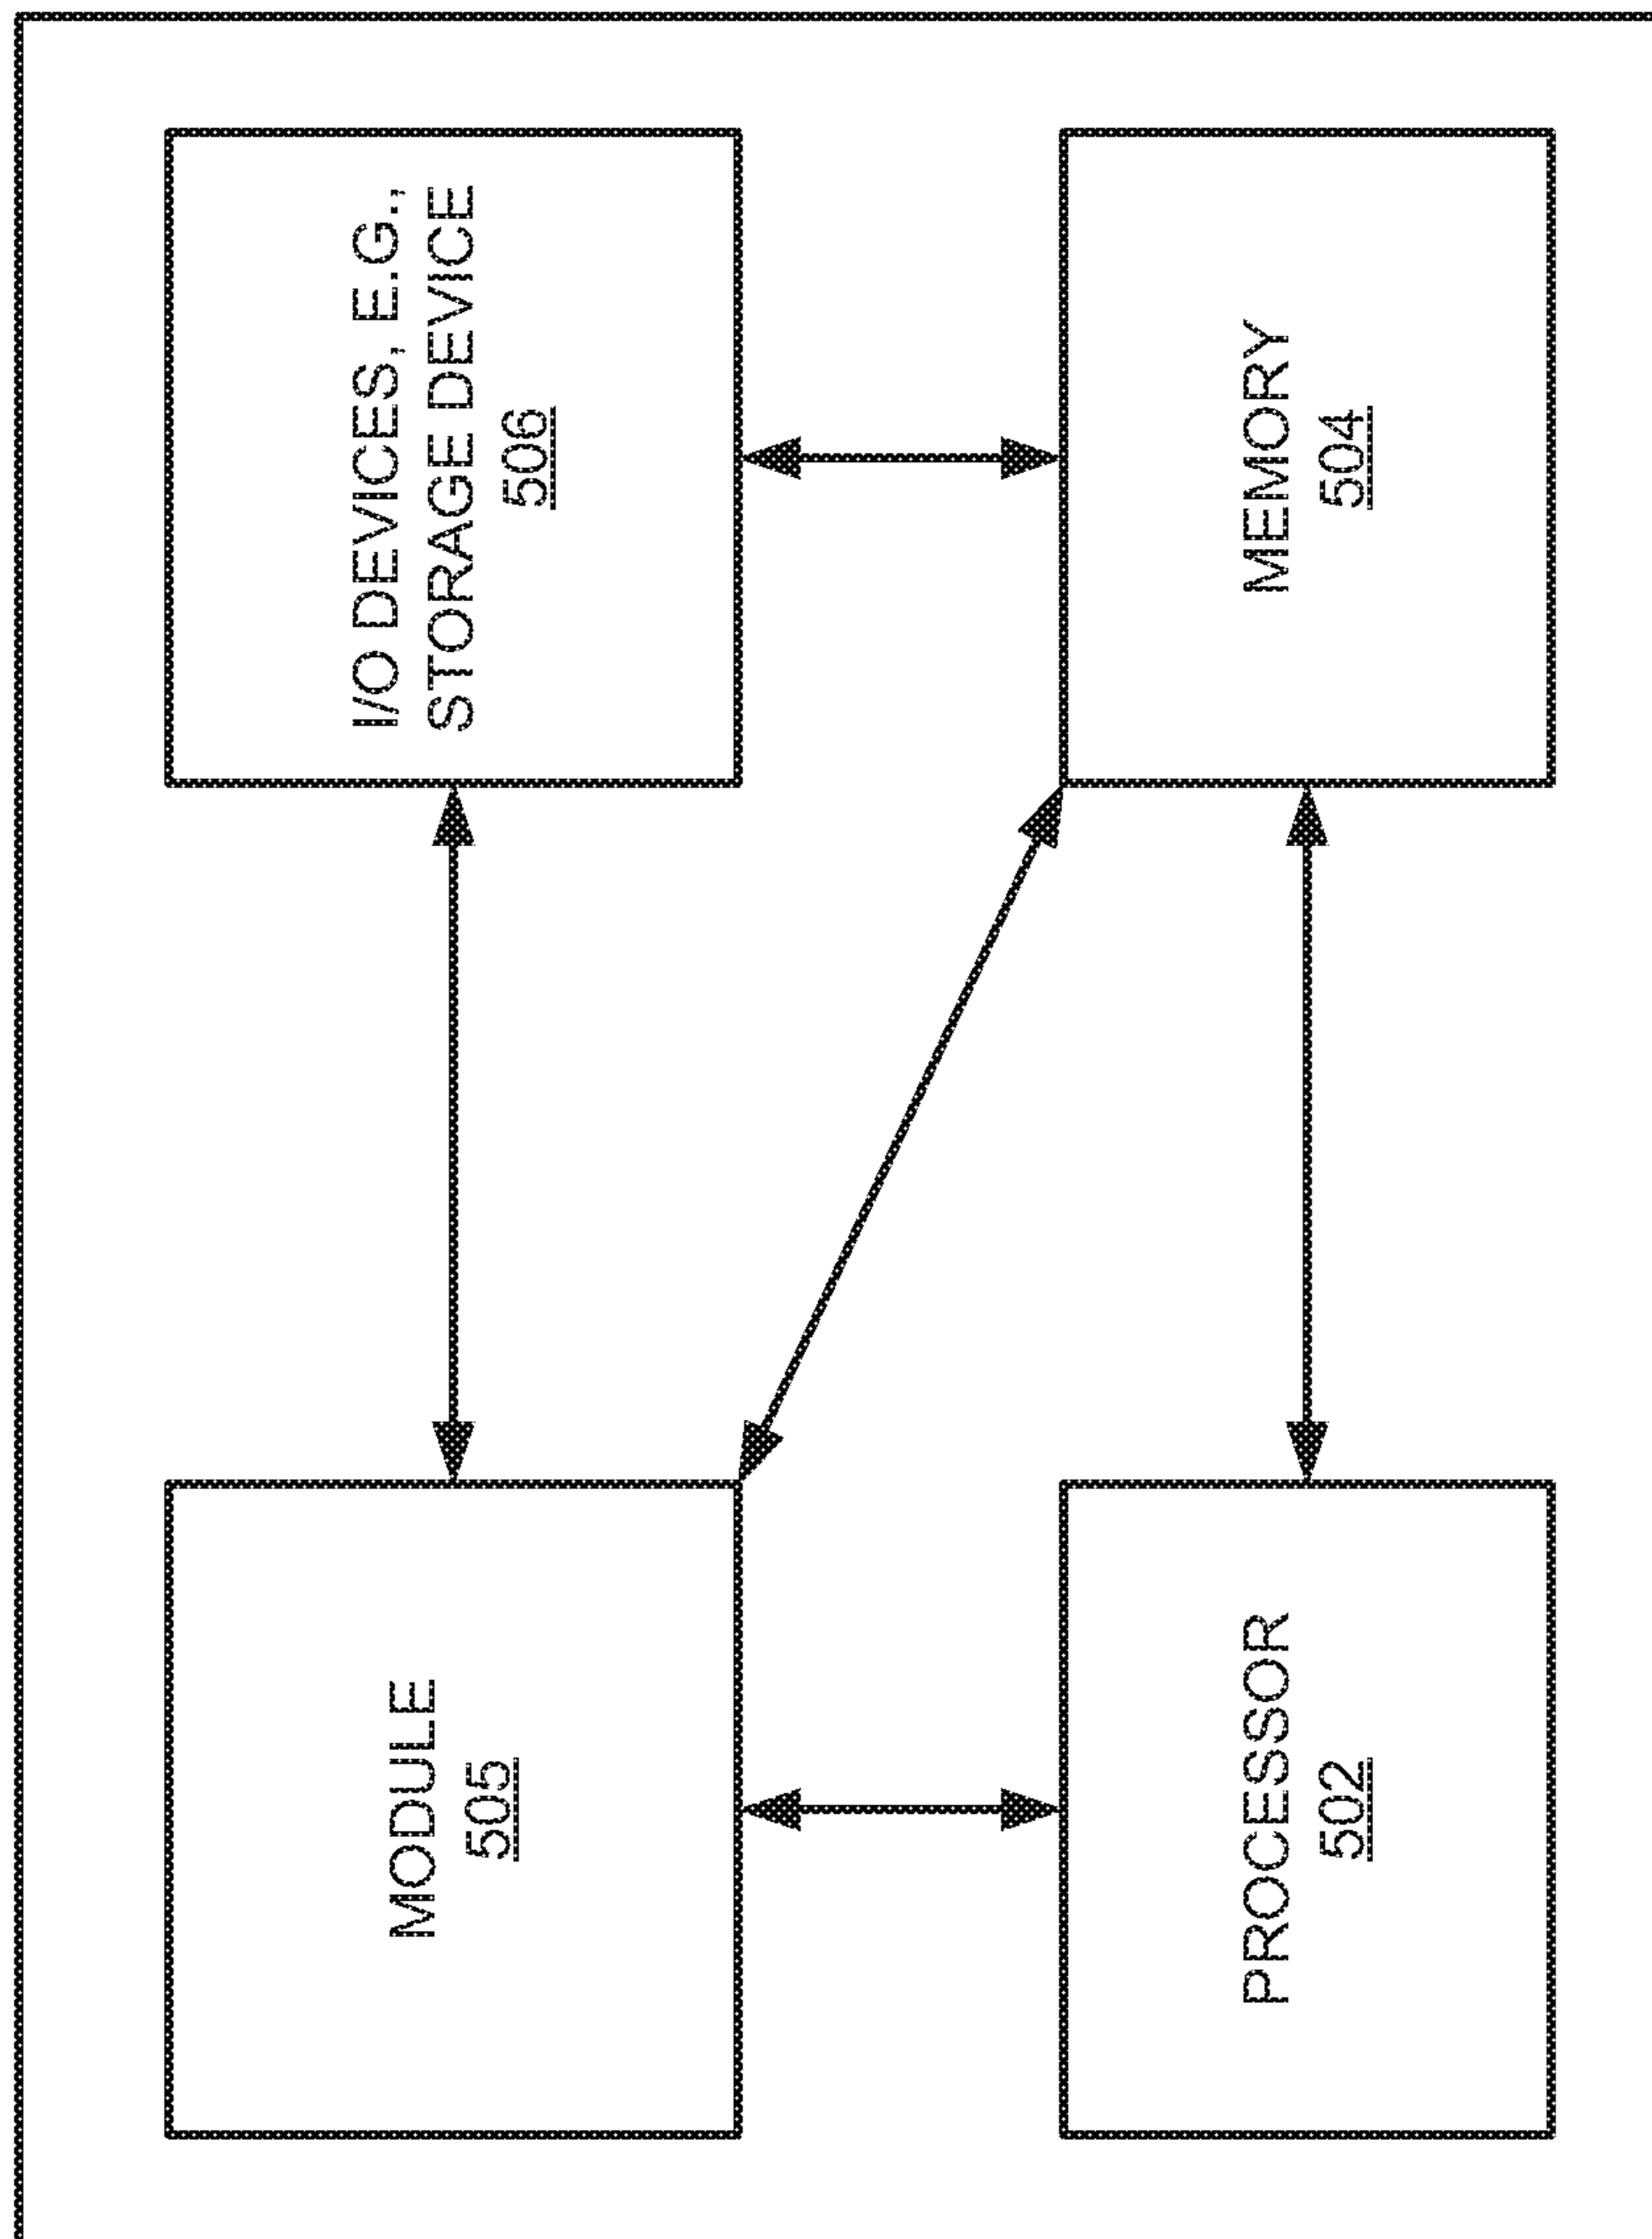 MODULE
505
I/O DEVICES, E.G.,
STORAGE DEVICE
506
PROCESSOR
502
MEMORY
504